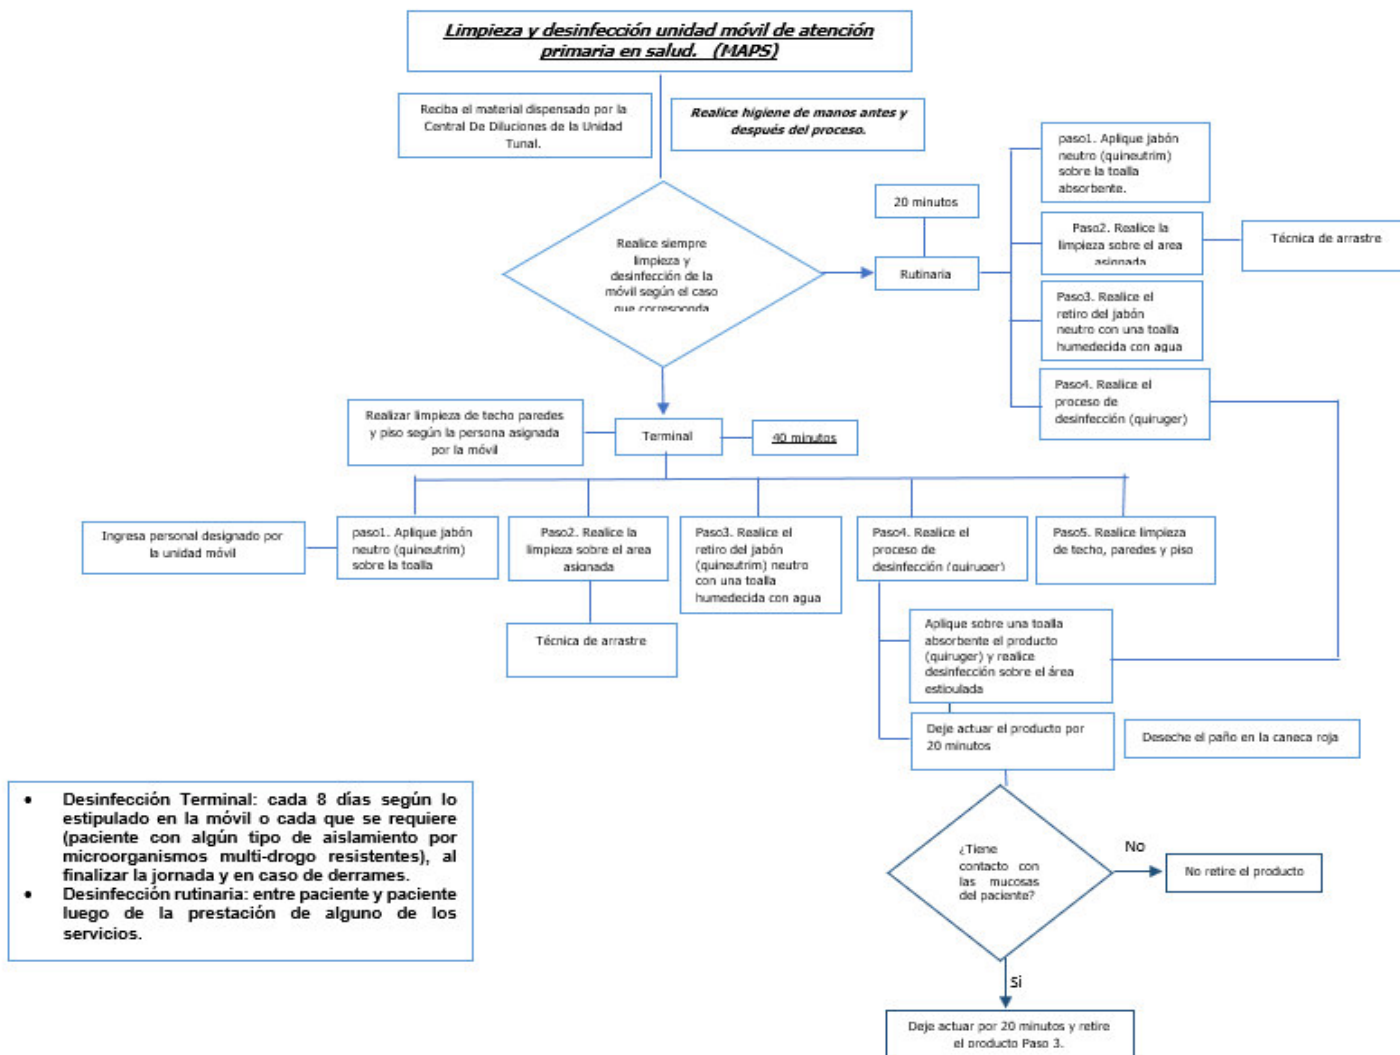 Limpieza y desinfección unidad móvil de atención
primaria en salud. (MAPS)
Reciba el material dispensado por la
Central De Diluciones de la Unidad
Tunal.
Realice higiene de manos antes y
después del proceso.
Realice siempre
limpieza y
desinfección de la
móvil según el caso
que corresponda
20 minutos
Rutinaria
paso1. Aplique jabón
neutro (quineutrim)
sobre la toalla
absorbente.
Paso2. Realice la
limpieza sobre el area
asignada
Técnica de arrastre
Paso3. Realice el
retiro del jabón
neutro con una toalla
humedecida con agua
Paso4. Realice el
proceso de
desinfección (quiruger)
Realizar limpieza de techo paredes
y piso según la persona asignada
por la móvil
Terminal
40 minutos
Ingresa personal designado por
la unidad móvil
paso1. Aplique jabón
neutro (quineutrim)
sobre la toalla
Paso2. Realice la
limpieza sobre el area
asignada
Técnica de arrastre
Paso3. Realice el
retiro del jabón
(quineutrim) neutro
con una toalla
humedecida con agua
Paso4. Realice el
proceso de
desinfección (quiruger)
Paso5. Realice limpieza
de techo, paredes y piso
Aplique sobre una toalla
absorbente el producto
(quiruger) y realice
desinfección sobre el área
estipulada
Deje actuar el producto por
20 minutos
Deseche el paño en la caneca roja
¿Tiene
contacto con
las mucosas
del paciente?
No
No retire el producto
Si
Deje actuar por 20 minutos y retire
el producto Paso 3.
• Desinfección Terminal: cada 8 días según lo
estipulado en la móvil o cada que se requiere
(paciente con algún tipo de aislamiento por
microorganismos multi-drogo resistentes), al
finalizar la jornada y en caso de derrames.
• Desinfección rutinaria: entre paciente y paciente
luego de la prestación de alguno de los
servicios.